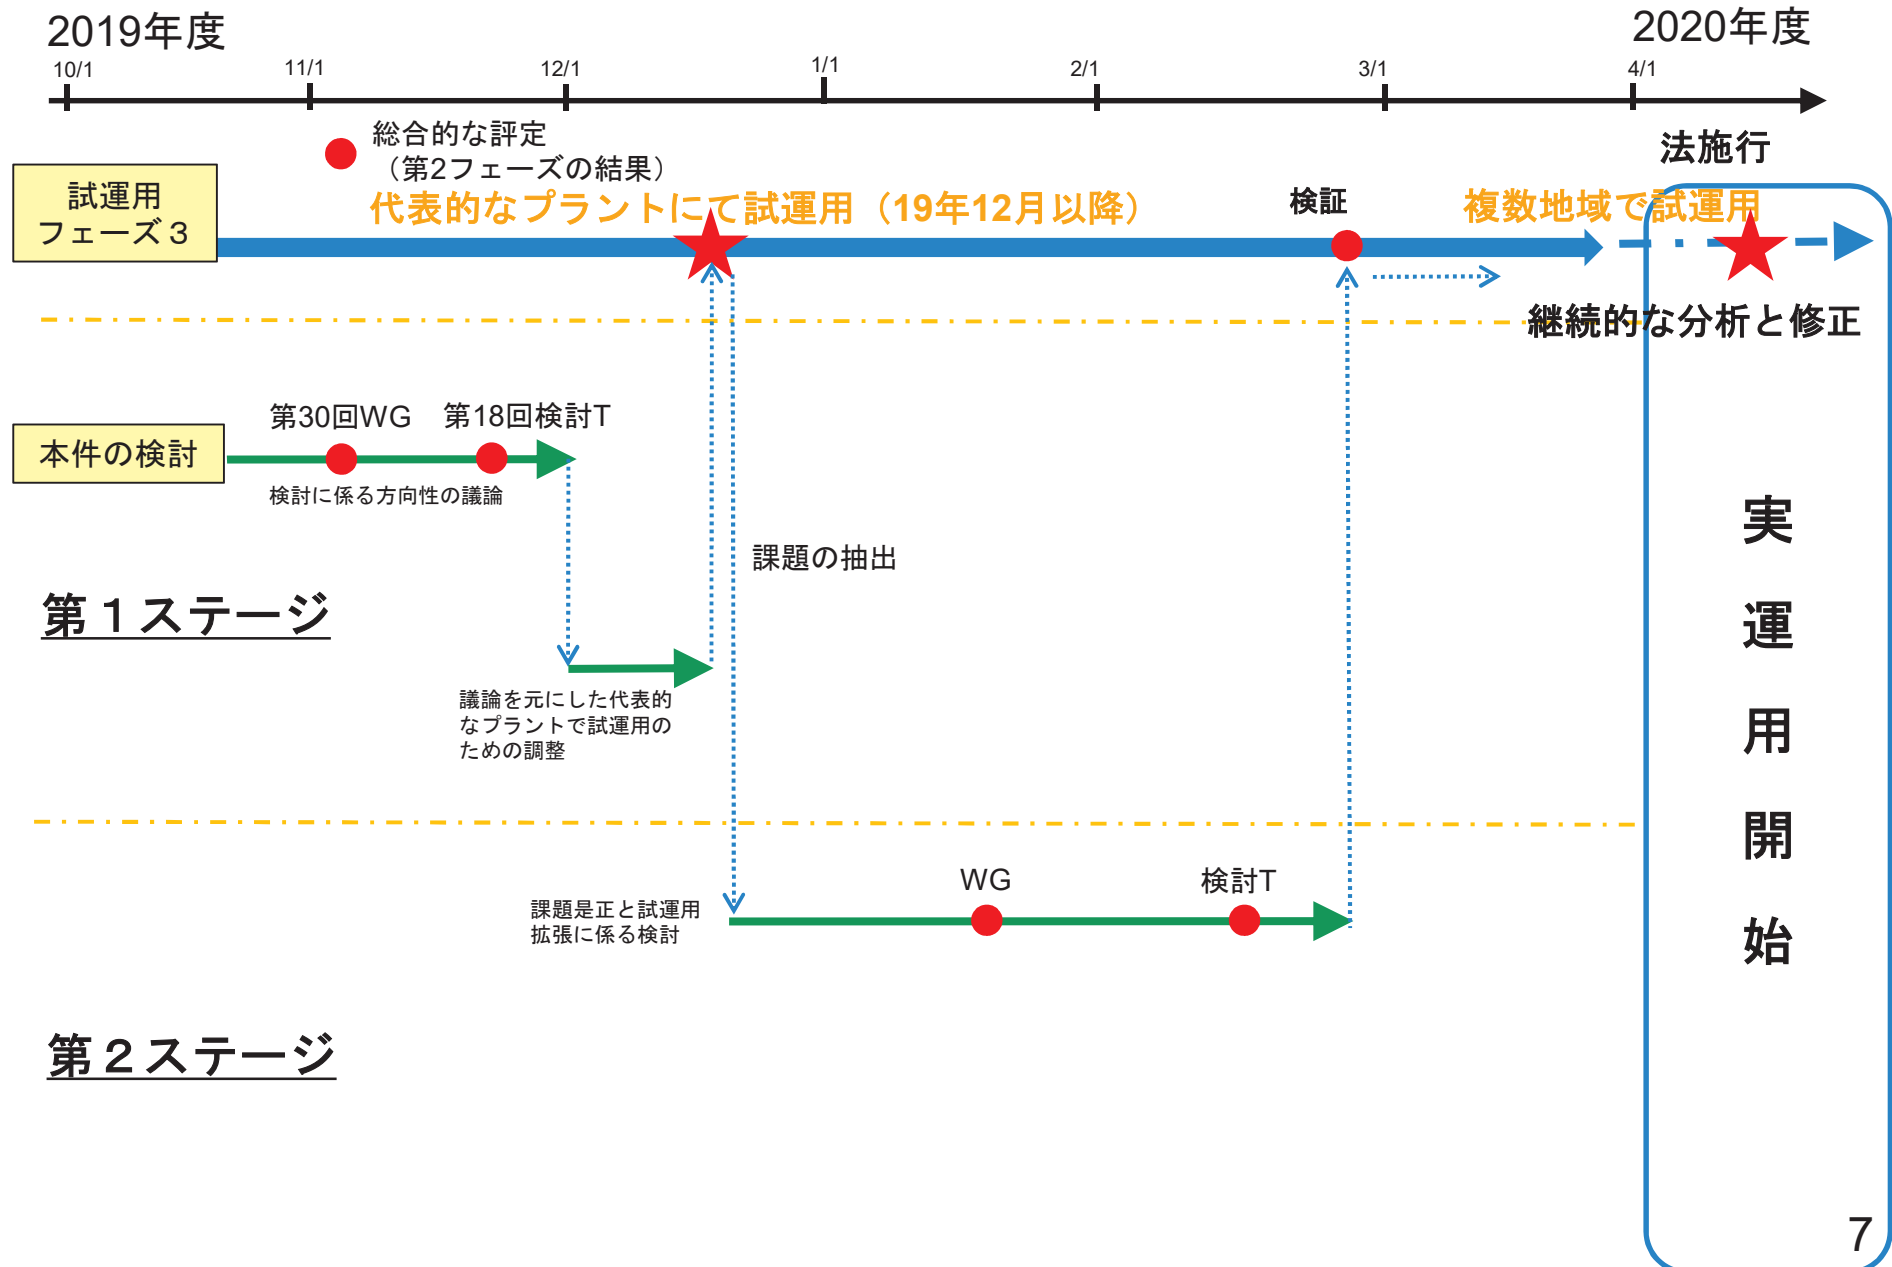 2019年度
2020年度
10/1
11/1
12/1
1/1
2/1
3/1
4/1
総合的な評定
（第2フェーズの結果）
法施行
試運用
フェーズ３
代表的なプラントにて試運用（19年12月以降）
検証
複数地域で試運用
継続的な分析と修正
第30回WG
第18回検討T
本件の検討
検討に係る方向性の議論
課題の抽出
第１ステージ
議論を元にした代表的
なプラントで試運用の
ための調整
WG
検討T
課題是正と試運用
拡張に係る検討
第２ステージ
実
運
用
開
始
7